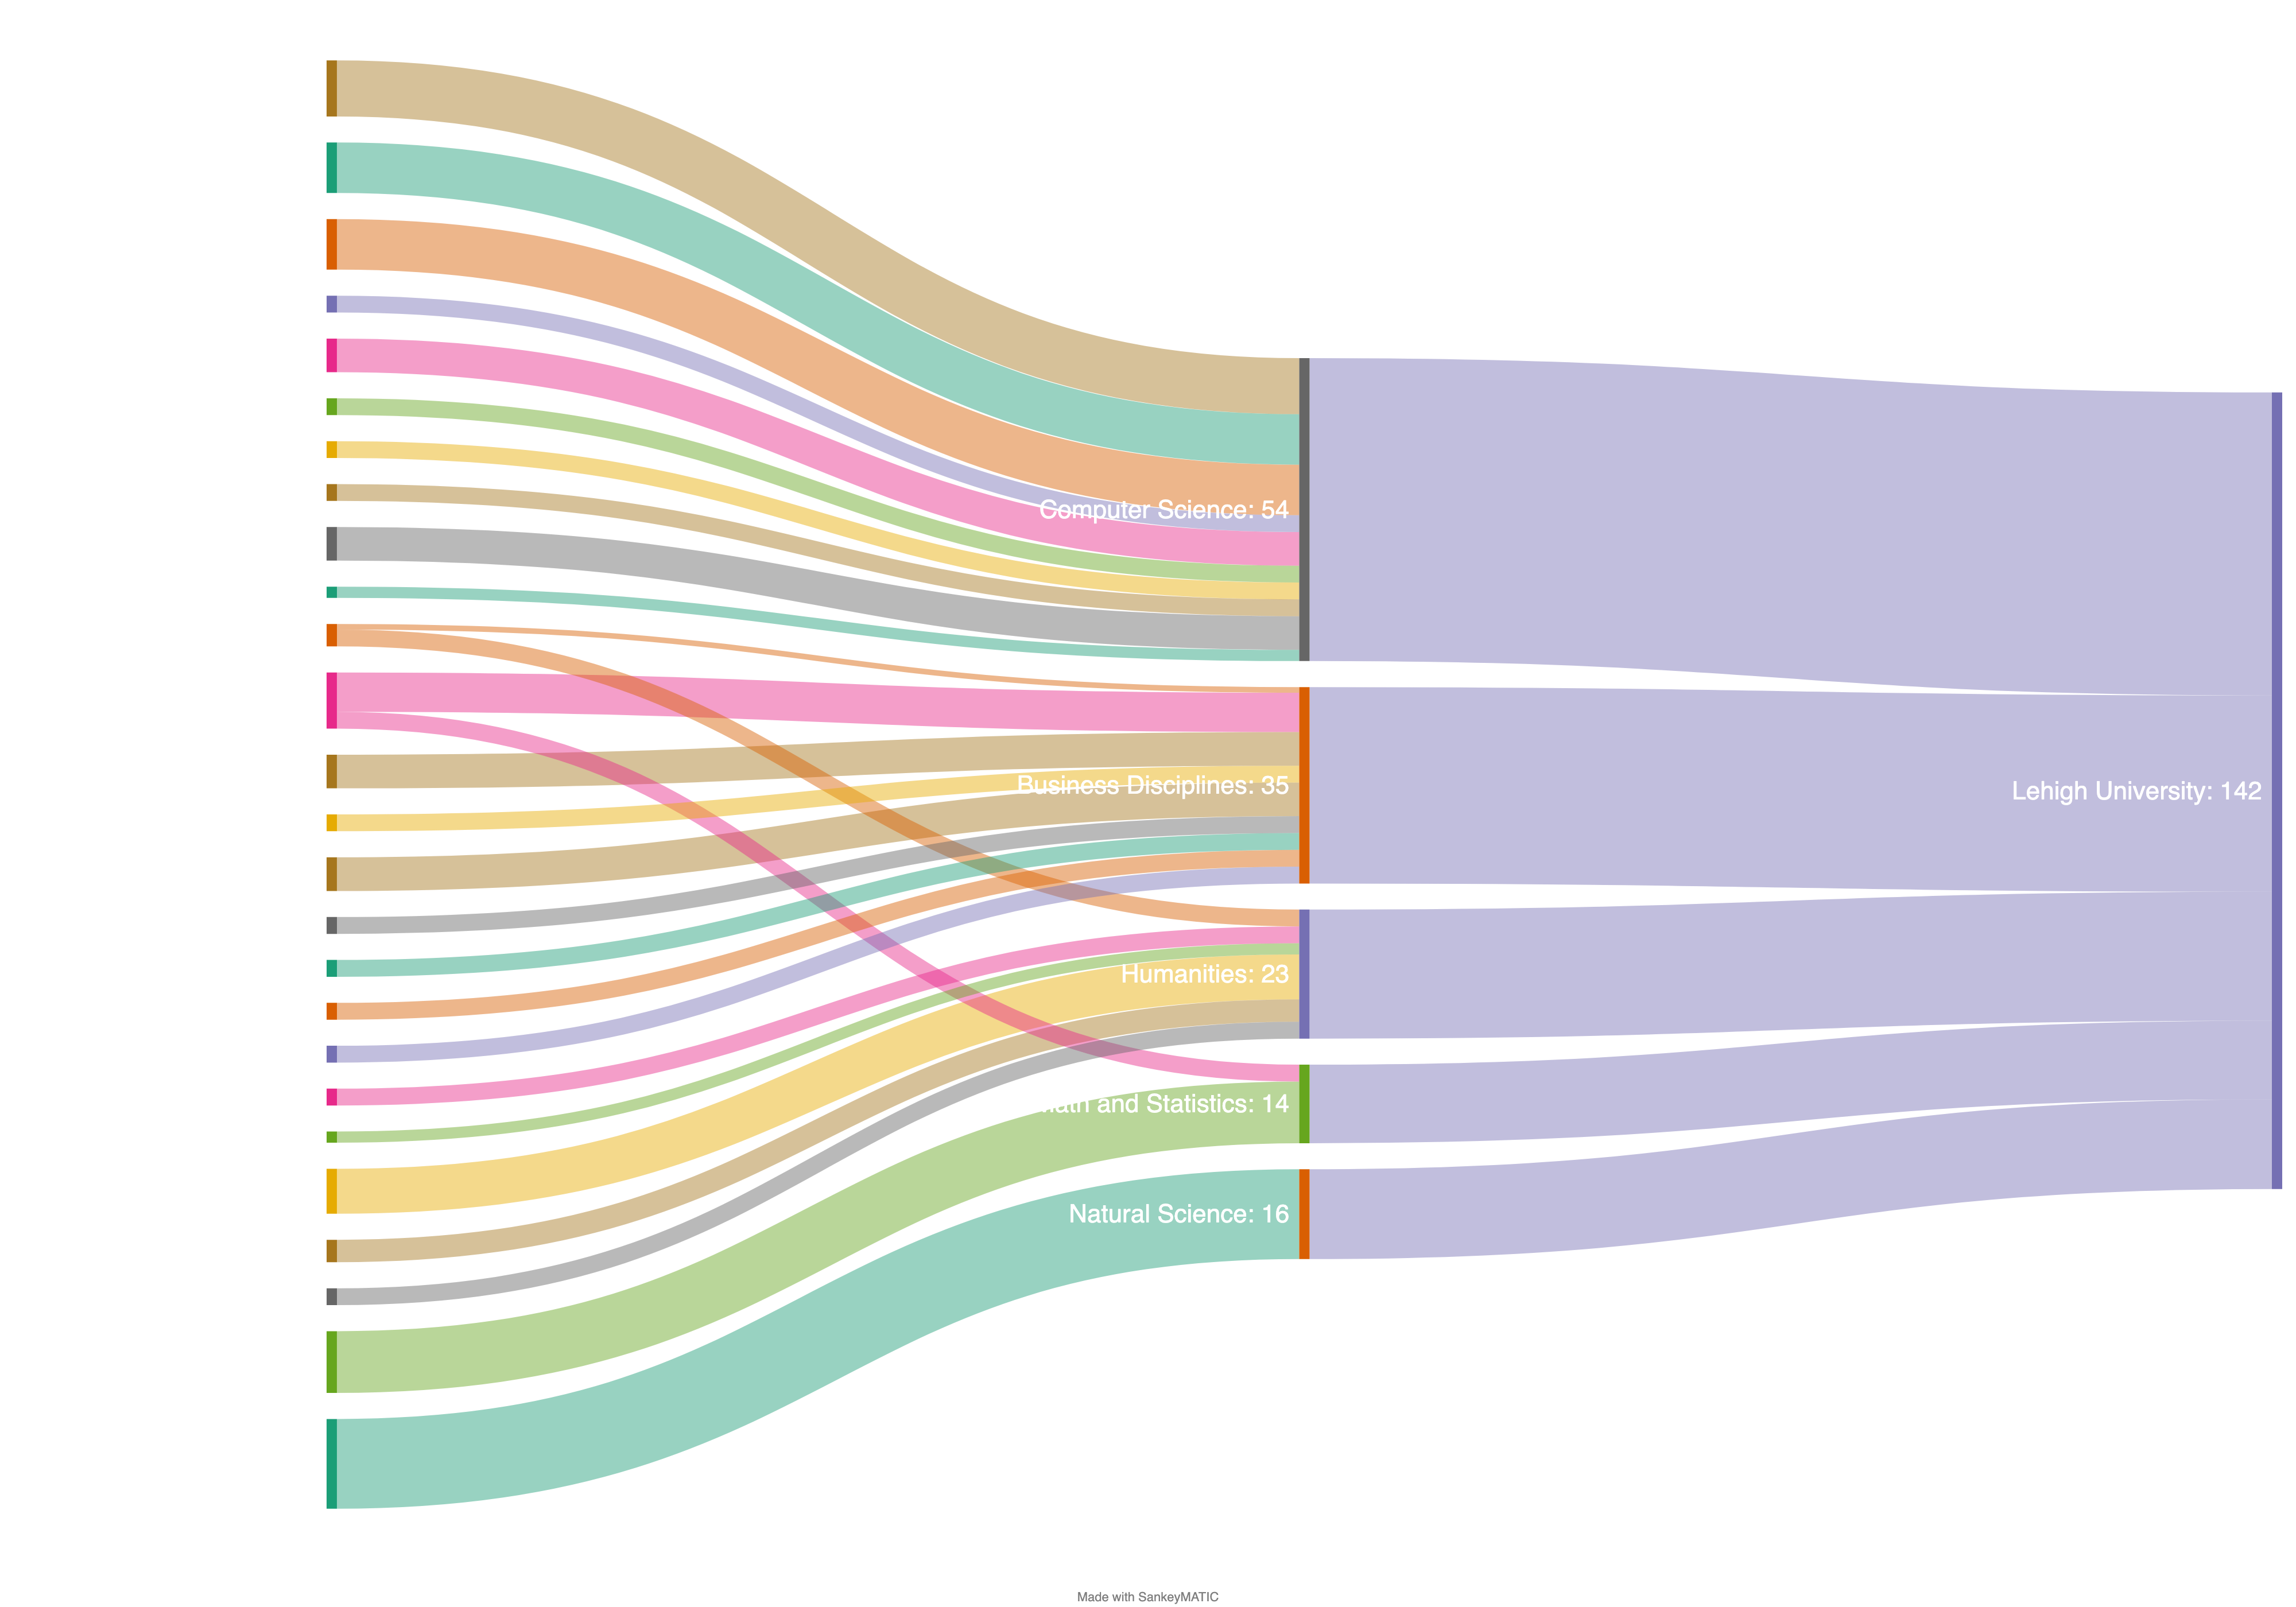 Computer Science: 54
Business Disciplines: 35
Lehigh University: 142
Humanities: 23
and Statistics: 14
Natural Science: 16
Made with SankeyMATIC